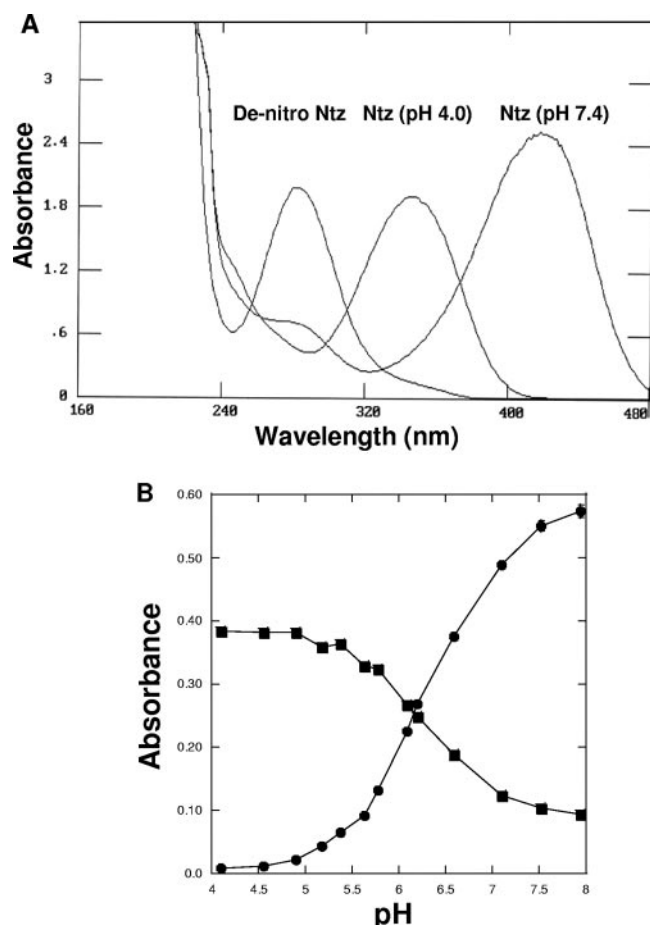 A
Absorbance
3
2.4
1.8
1.2
.6
0
De-nitro Ntz Ntz (pH 4.0) Ntz (pH 7.4)
160 240 320 400 480
Wavelength (nm)
B
Absorbance
0.60
0.50
0.40
0.30
0.20
0.10
0.0
4 4.5 5 5.5 6 6.5 7 7.5 8
pH